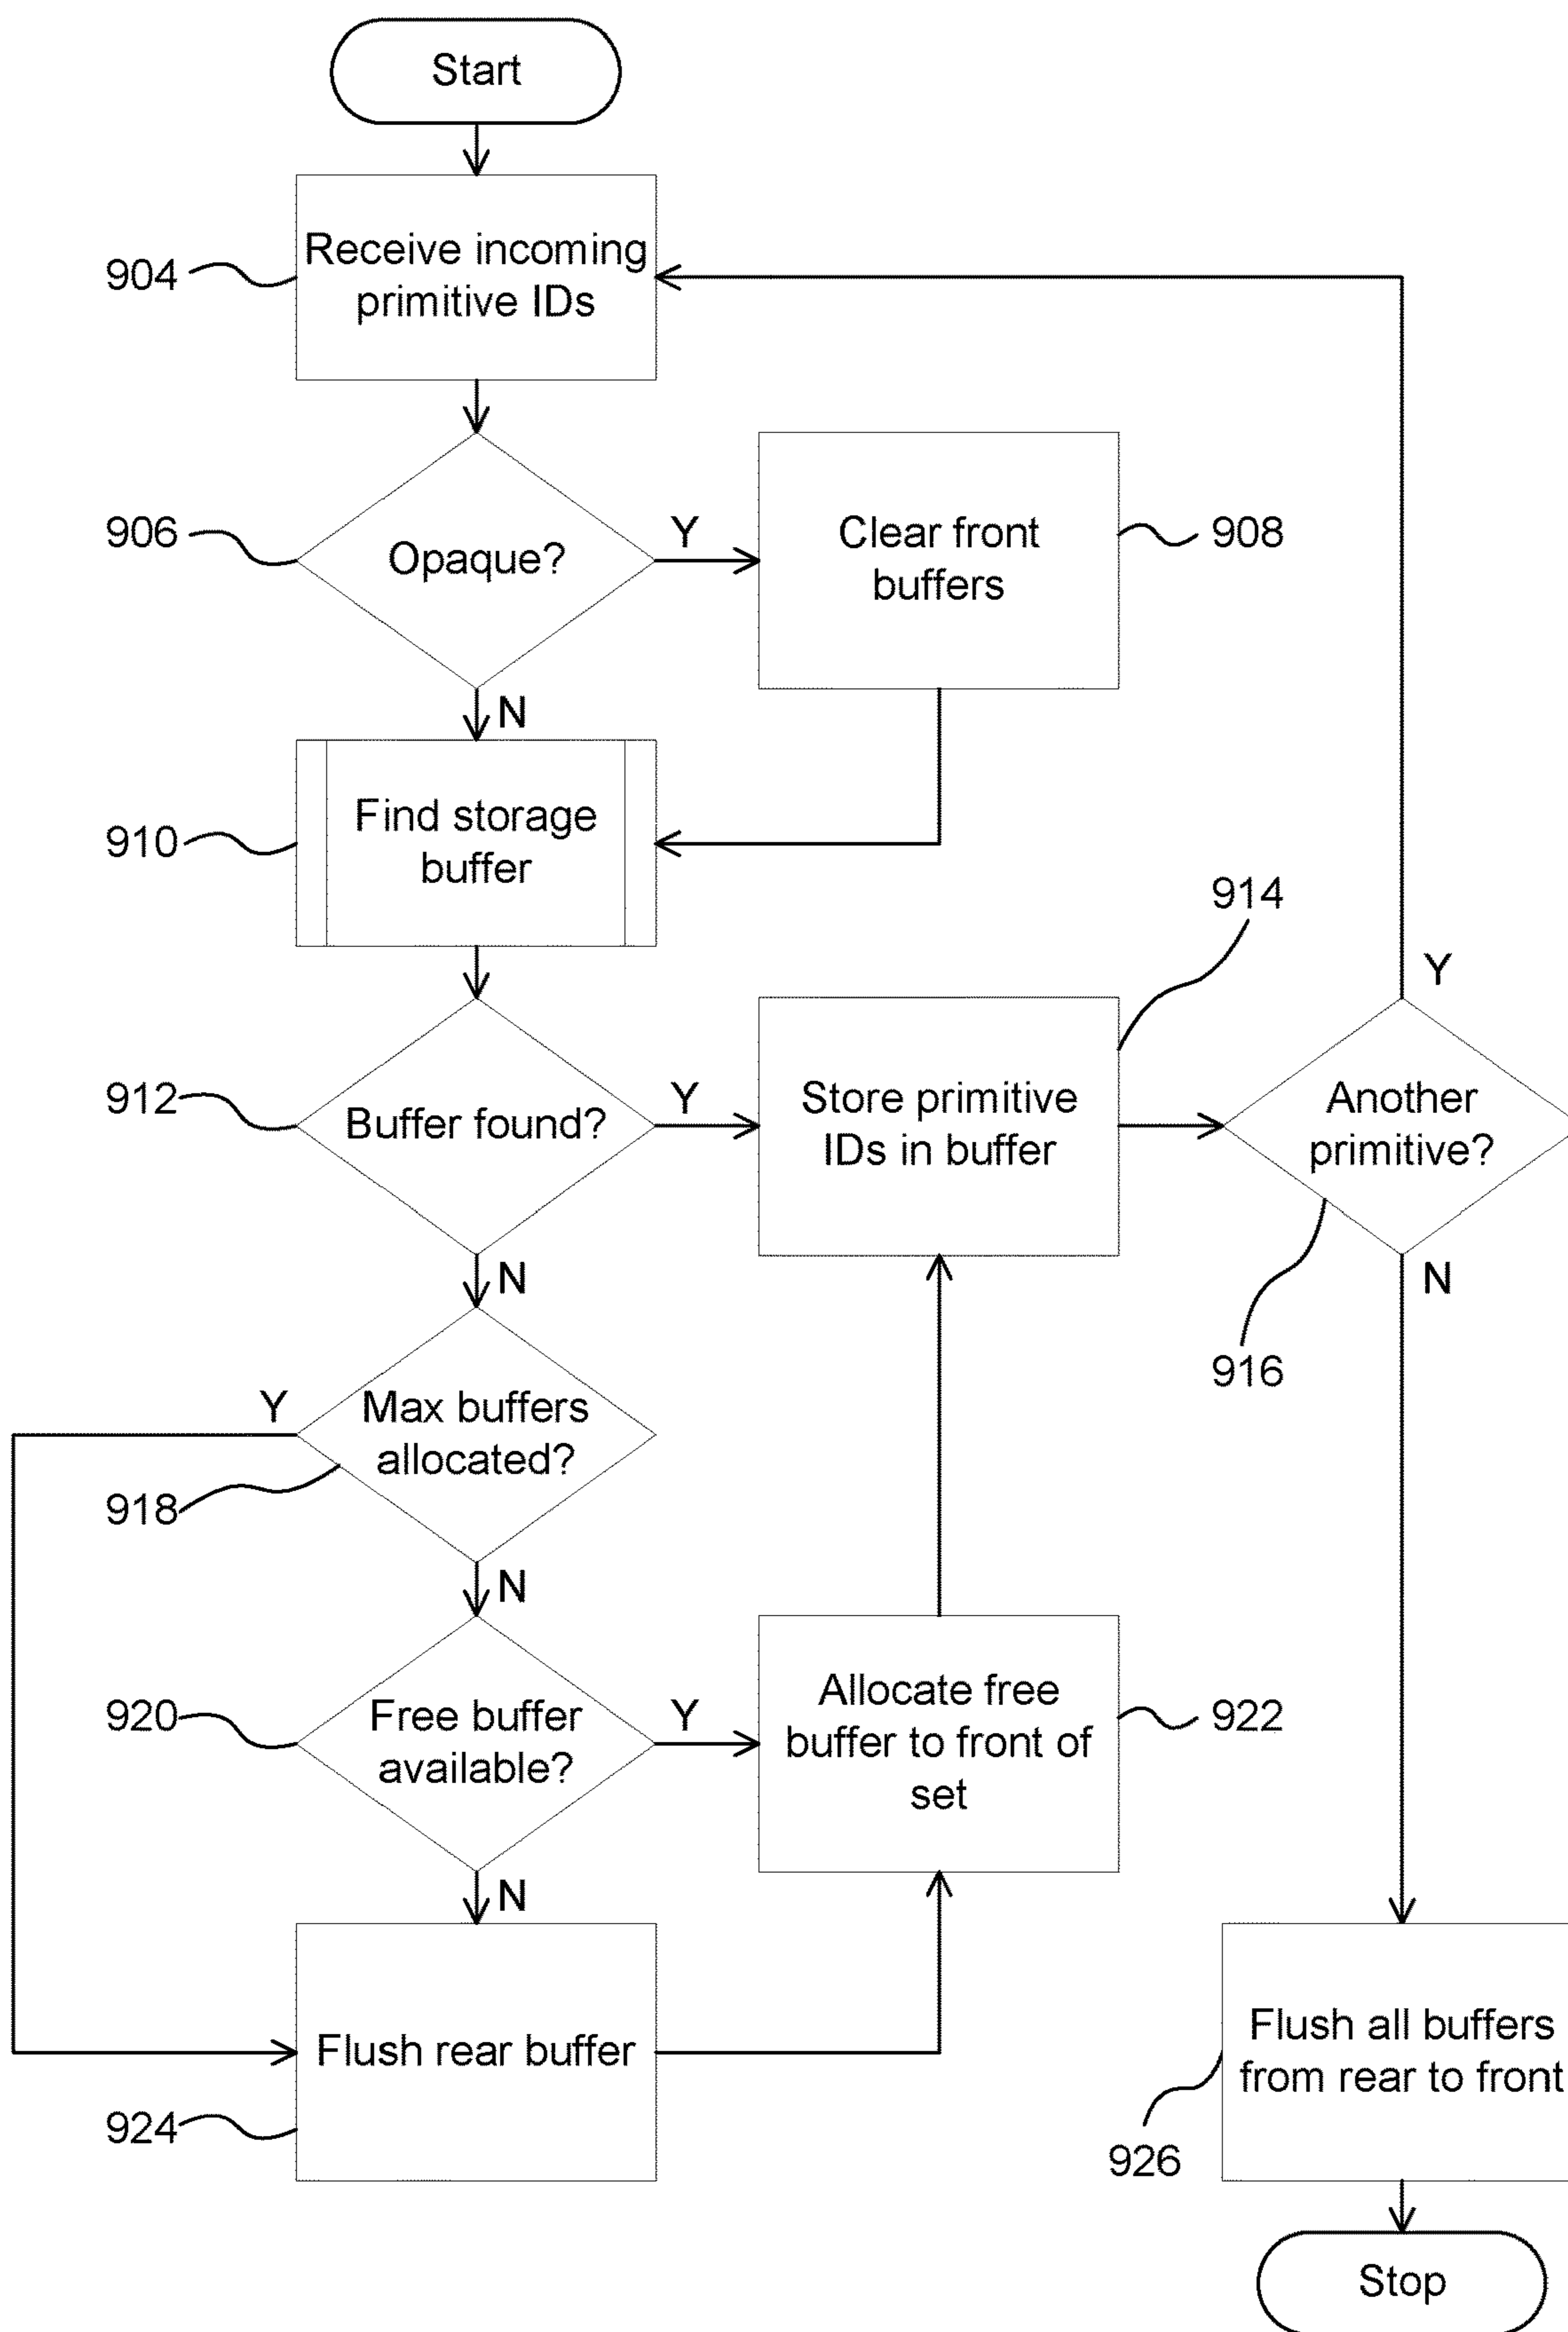 Start
904
Receive incoming
primitive IDs
906
Opaque?
Y
Clear front
buffers
908
N
910
Find storage
buffer
914
912
Buffer found?
Y
Store primitive
IDs in buffer
Y
Another
primitive?
N
N
916
Y
Max buffers
allocated?
918
N
920
Free buffer
available?
Y
Allocate free
buffer to front of
set
922
N
Flush rear buffer
924
Flush all buffers
from rear to front
926
Stop